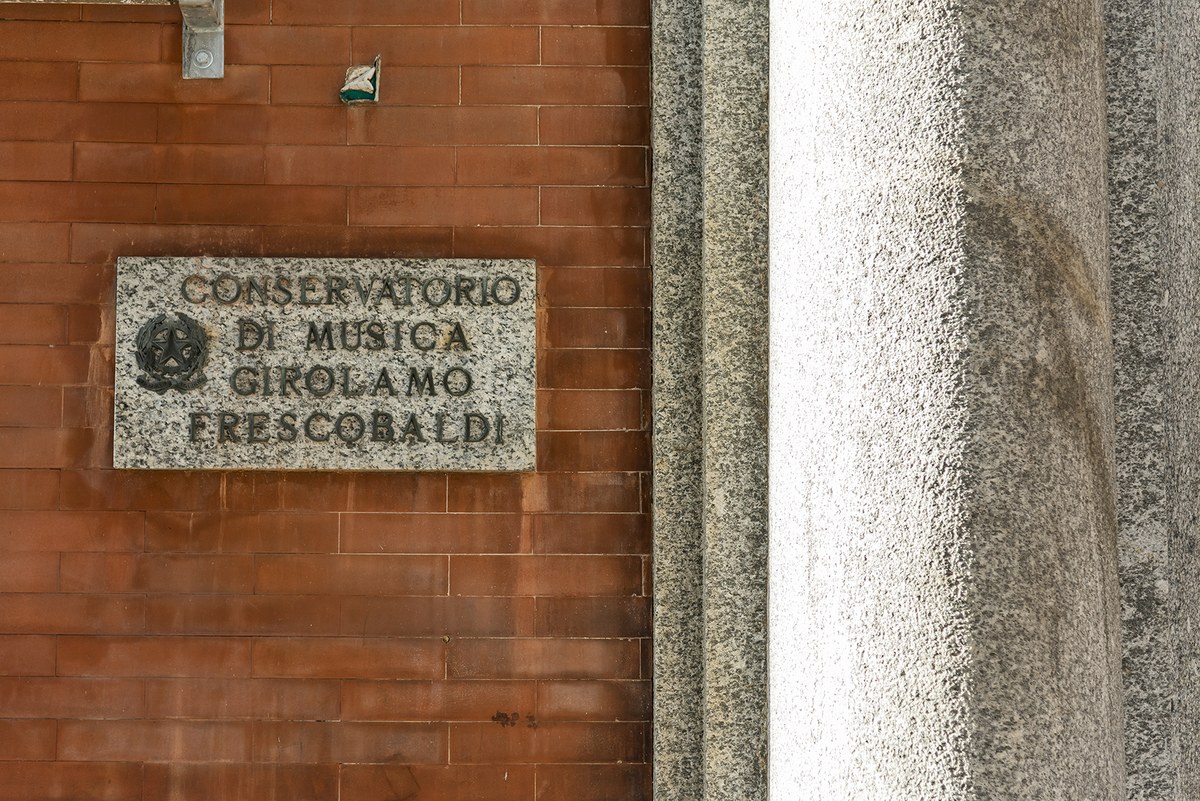 CONSERVATORIO
DI MUSICA
GIROLAMO
FRESCOBALDI